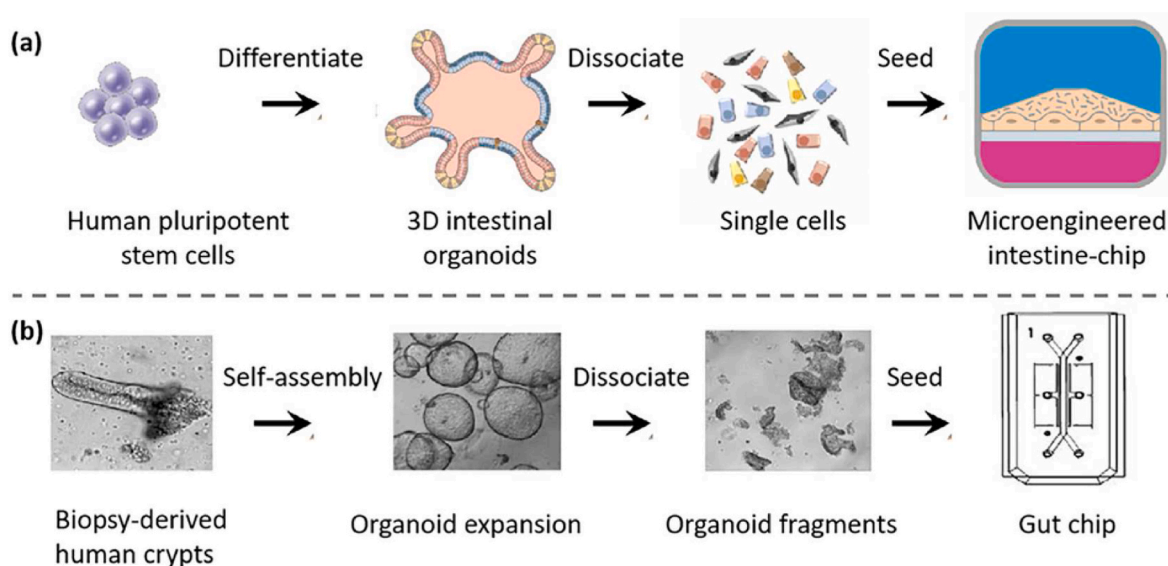 (a)
Differentiate
Dissociate
Seed
Human pluripotent
stem cells
3D intestinal
organoids
Single cells
Microengineered
intestine-chip
(b)
Self-assembly
Dissociate
Seed
1
Biopsy-derived
human crypts
Organoid expansion
Organoid fragments
Gut chip